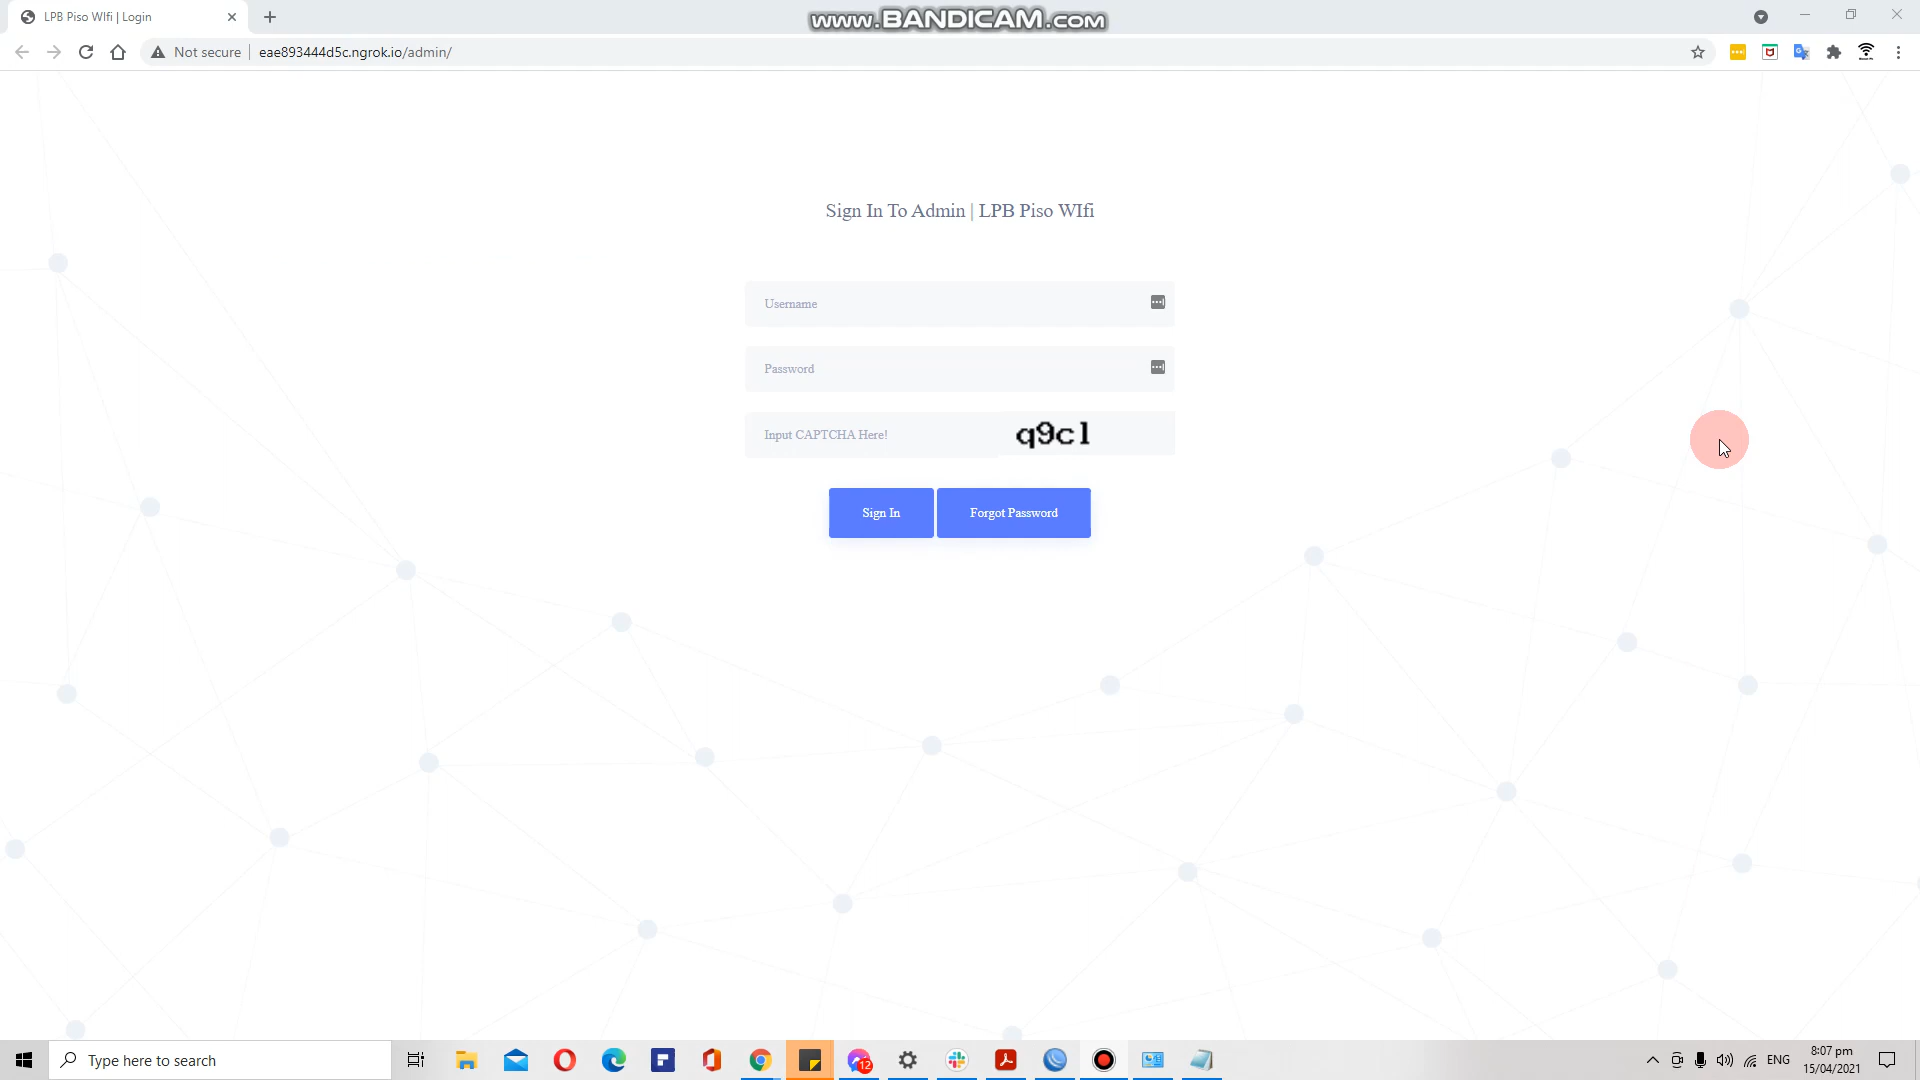 LPB Piso WIfi | Login
www.BANDICAM.com
Not secure
eae893444d5c.ngrok.io/admin/
Sign In To Admin | LPB Piso WIfi
Username
Password
Input CAPTCHA Here!
q9cl
Sign In
Forgot Password
Type here to search
12
ENG
8:07 pm
15/04/2021